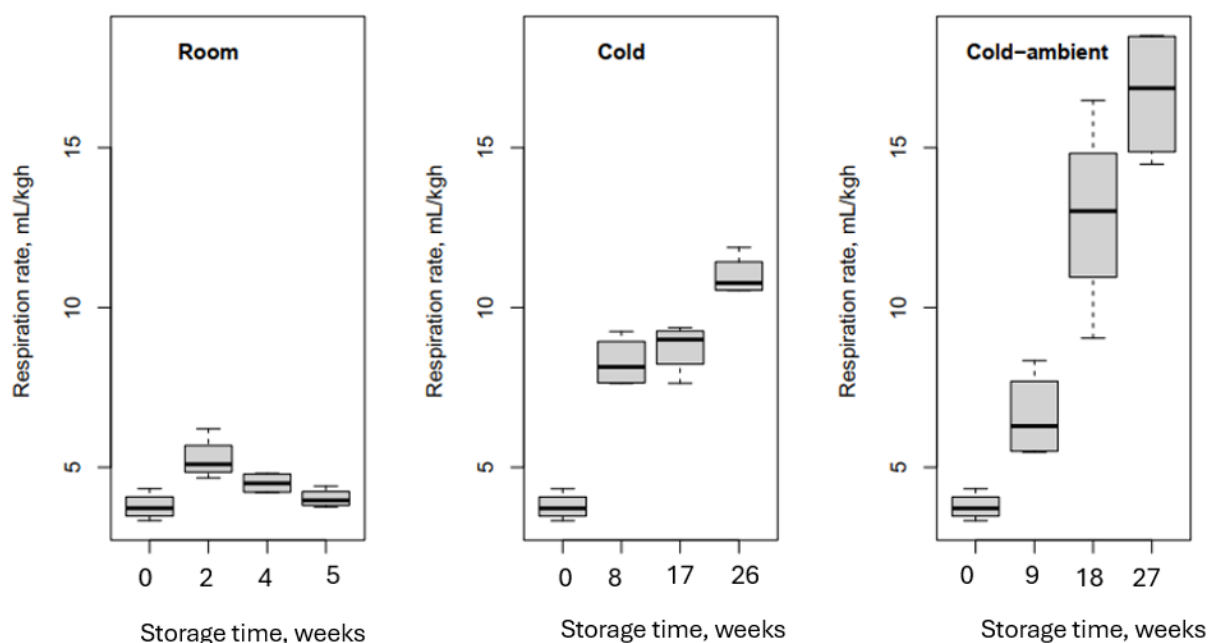 Room
Respiration rate, mL/kgh
15
10
5
0 2 4 5
Storage time, weeks
Cold
Respiration rate, mL/kgh
15
10
5
0 8 17 26
Storage time, weeks
Cold-ambient
Respiration rate, mL/kgh
15
10
5
0 9 18 27
Storage time, weeks